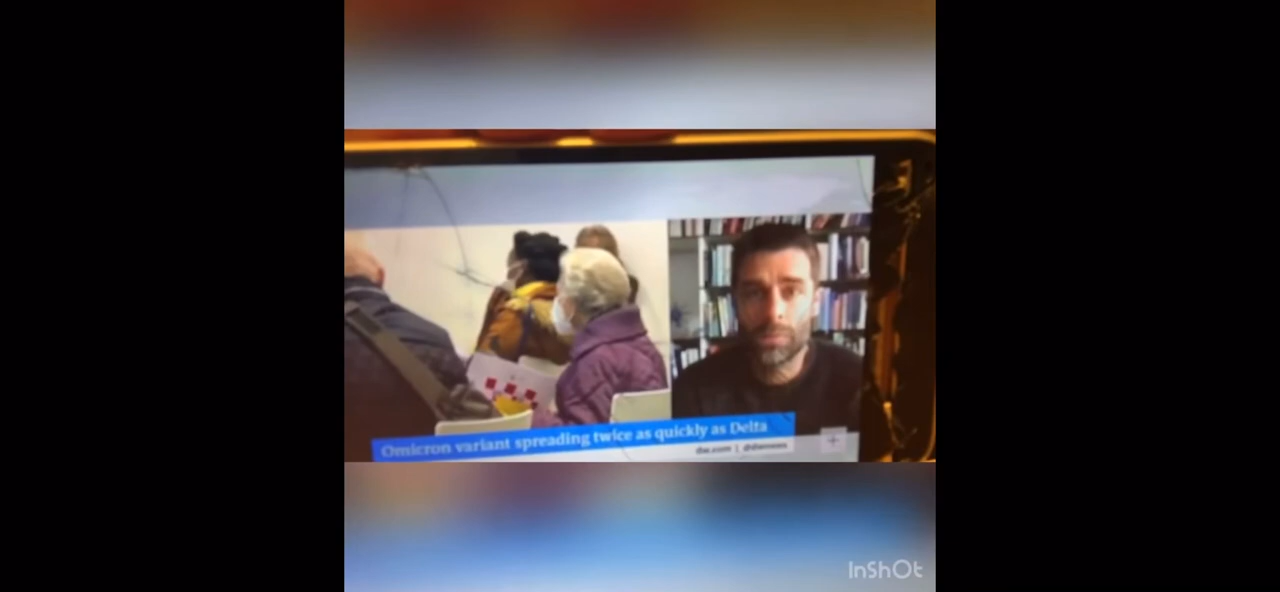 Omicron variant spreading twice as quickly as Delta
dw.com | @dwnews
InShOt